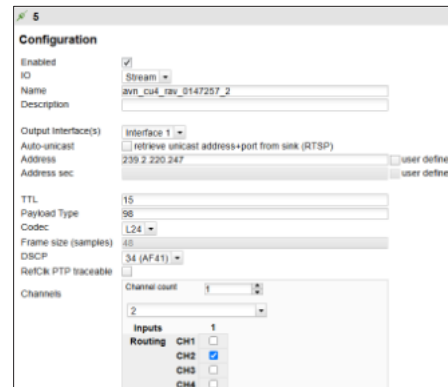 5
Configuration
Enabled
IO Stream
Name avn_cu4_rav_0147257_2
Description
Output Interface(s) Interface 1
Auto-unicast retrieve unicast address+port from sink (RTSP)
Address 239.2.220.247 user define
Address sec user define
TTL 15
Payload Type 98
Codec L24
Frame size (samples) 48
DSCP 34 (AF41)
RefClk PTP traceable
Channels Channel count 1
2
Inputs 1
Routing CH1
CH2
CH3
CH4